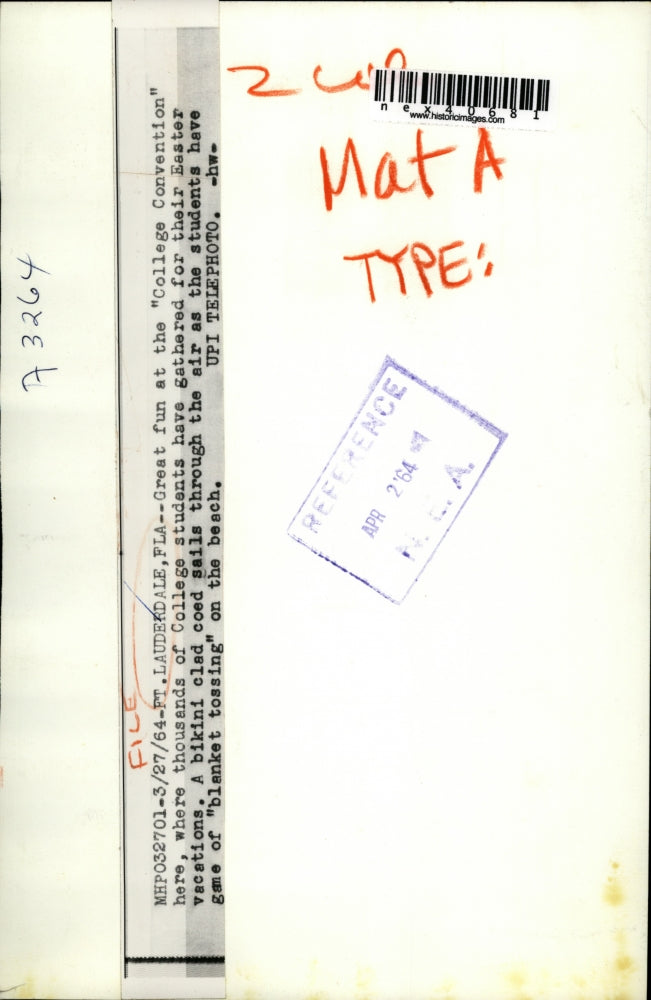 2 col
nex40681
www.historicimages.com
Mat A
TYPE:
A3264
FILE
MHP032701-3/27/64-FT.LAUDERDALE,FLA--Great fun at the "College Convention"
here, where thousands of College students have gathered for their Easter
vacations. A bikini clad coed sails through the air as the students have
game of "blanket tossing" on the beach. UPI TELEPHOTO. -hw-
REFERENCE
APR 2 '64
N.E.A.